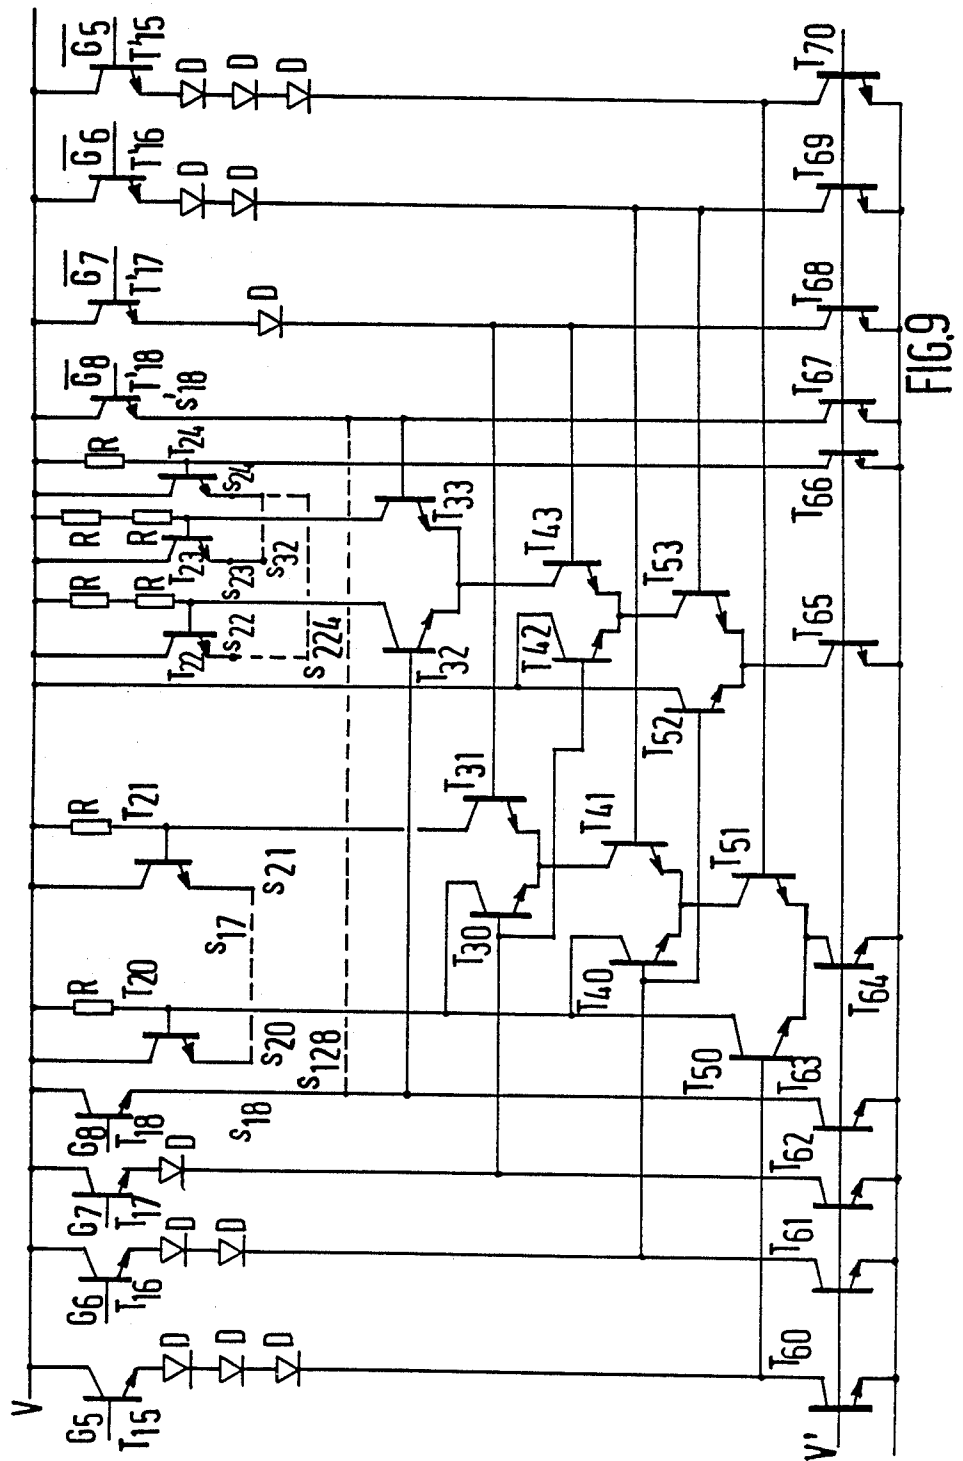 V
G5
T15
D
D
D
G6
T16
D
D
G7
T17
D
G8
T18
s18
s128
T20
R
s20
s17
T21
R
s21
T22
s22
R
R
s224
T23
s23
R
R
s32
T24
s24
R
G8
T'18
s'18
G7
T'17
D
G6
T'16
D
D
G5
T'15
D
D
D
T30
T31
T32
T33
T40
T41
T42
T43
T50
T51
T52
T53
V'
T60
T61
T62
T63
T64
T65
T66
T67
T68
T69
T70
FIG.9